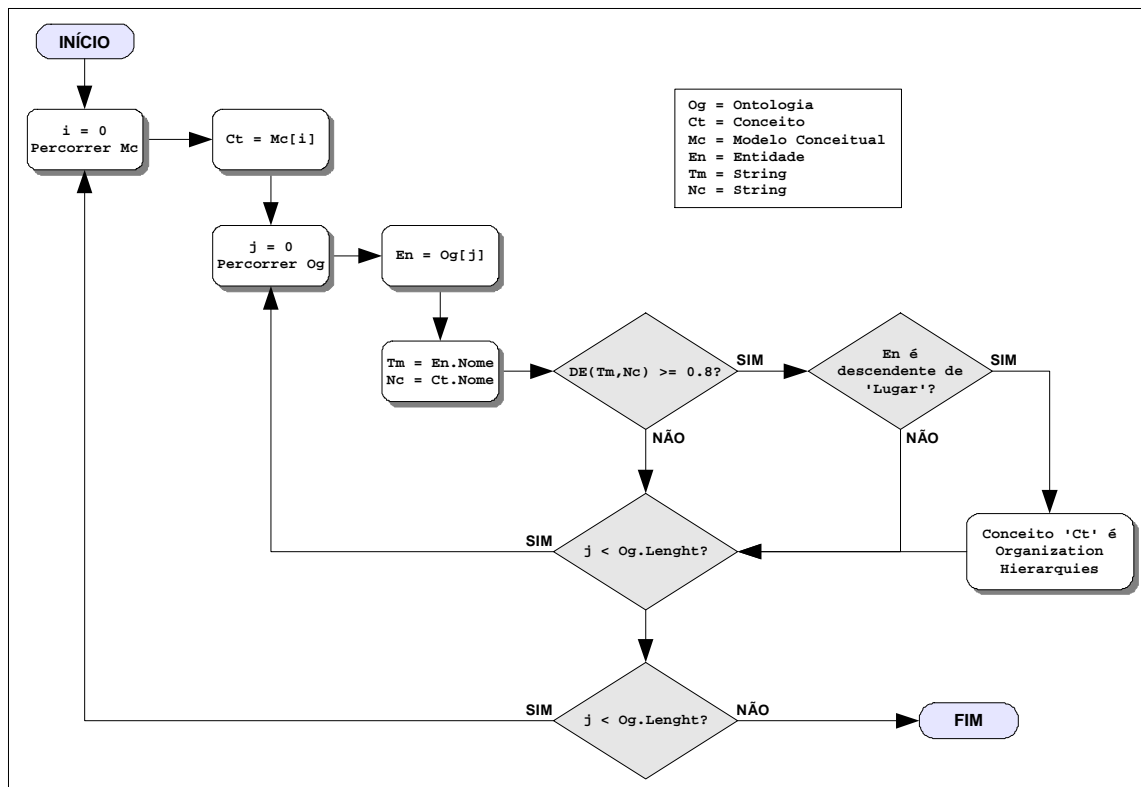 INÍCIO
i = 0
Percorrer Mc
Ct = Mc[i]
Og = Ontologia
Ct = Conceito
Mc = Modelo Conceitual
En = Entidade
Tm = String
Nc = String
j = 0
Percorrer Og
En = Og[j]
Tm = En.Nome
Nc = Ct.Nome
DE(Tm,Nc) >= 0.8?
SIM
En é
descendente de
'Lugar'?
SIM
NÃO
NÃO
SIM
j < Og.Lenght?
Conceito 'Ct' é
Organization
Hierarquies
SIM
j < Og.Lenght?
NÃO
FIM